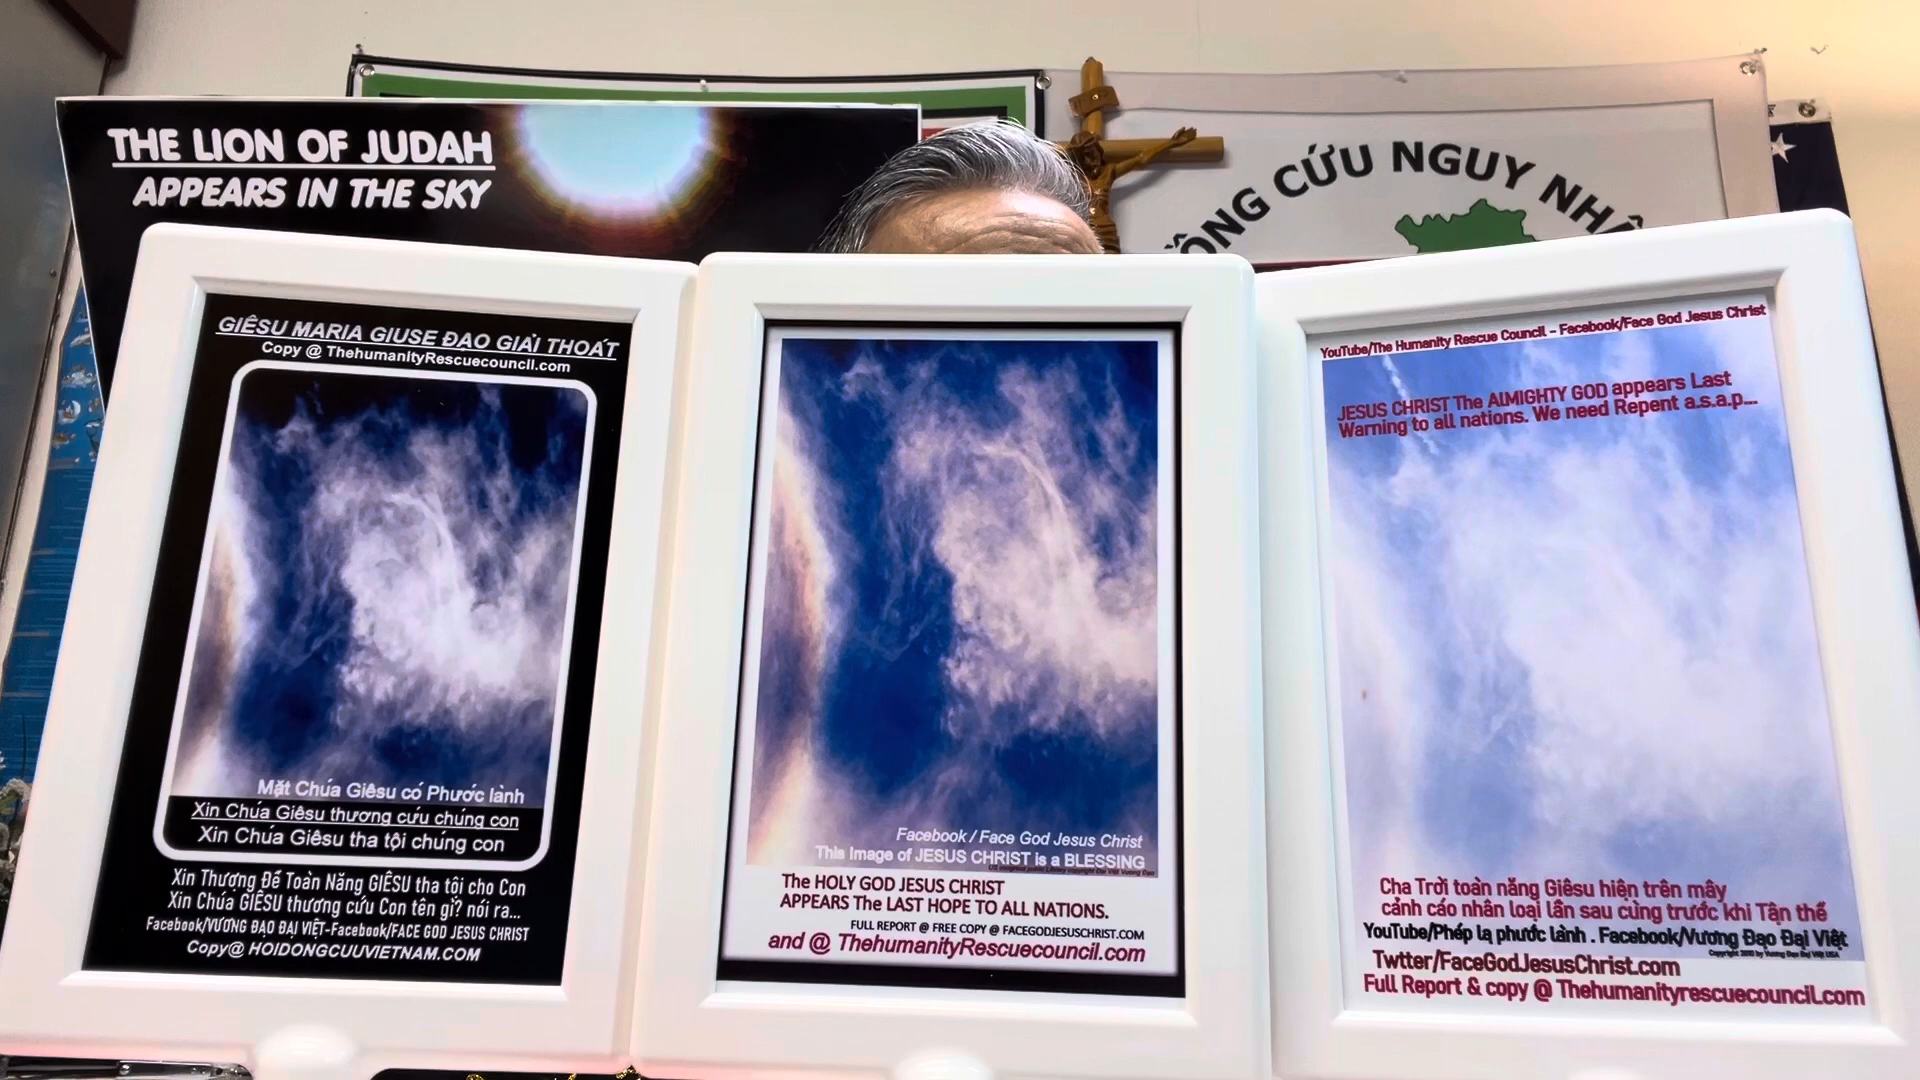 THE LION OF JUDAH
APPEARS IN THE SKY
ỒNG CỨU NGUY NHÂ
GIÊSU MARIA GIUSE ĐẠO GIẢI THOÁT
Copy @ ThehumanityRescuecouncil.com
Mặt Chúa Giêsu có Phước lành
Xin Chúa Giêsu thương cứu chúng con
Xin Chúa Giêsu tha tội chúng con
Xin Thượng Đế Toàn Năng GIÊSU tha tội cho Con
Xin Chúa GIÊSU thương cứu Con tên gì? nói ra...
Facebook/VƯƠNG ĐẠO ĐẠI VIỆT-Facebook/FACE GOD JESUS CHRIST
Copy@ HOIDONGCUUVIETNAM.COM
Facebook / Face God Jesus Christ
This Image of JESUS CHRIST is a BLESSING
The HOLY GOD JESUS CHRIST
APPEARS The LAST HOPE TO ALL NATIONS.
FULL REPORT @ FREE COPY @ FACEGODJESUSCHRIST.COM
and @ ThehumanityRescuecouncil.com
YouTube/The Humanity Rescue Council - Facebook/Face God Jesus Christ
JESUS CHRIST The ALMIGHTY GOD appears Last
Warning to all nations. We need Repent a.s.a.p...
Cha Trời toàn năng Giêsu hiện trên mây
cảnh cáo nhân loại lần sau cùng trước khi Tận thế
YouTube/Phép lạ phước lành . Facebook/Vương Đạo Đại Việt
Twtter/FaceGodJesusChrist.com
Full Report & copy @ Thehumanityrescuecouncil.com